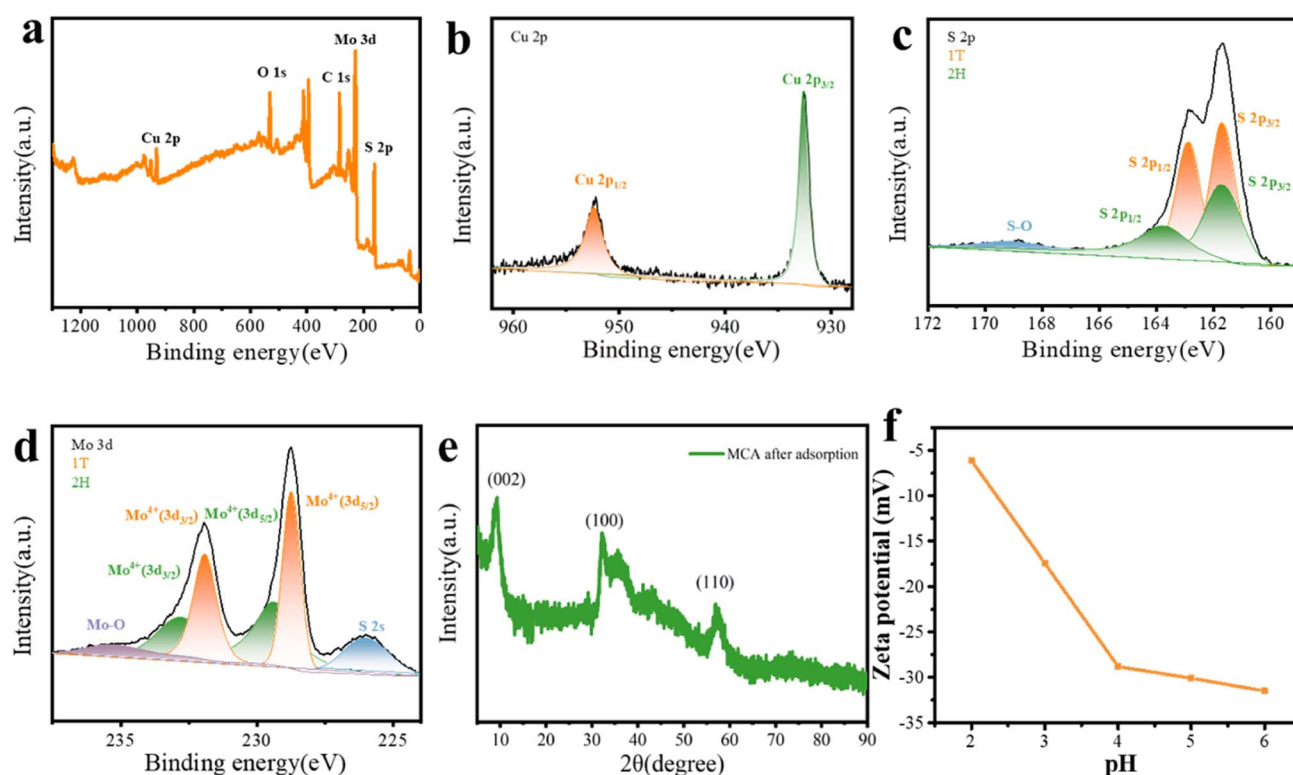 a
Mo 3d
O 1s
C 1s
Cu 2p
S 2p
Intensity(a.u.)
1200 1000 800 600 400 200 0
Binding energy(eV)
b
Cu 2p
Cu 2p3/2
Cu 2p1/2
Intensity(a.u.)
960 950 940 930
Binding energy(eV)
c
S 2p
1T
2H
S 2p3/2
S 2p1/2
S 2p3/2
S 2p1/2
S-O
Intensity(a.u.)
172 170 168 166 164 162 160
Binding energy(eV)
d
Mo 3d
1T
2H
Mo4+(3d3/2)
Mo4+(3d5/2)
Mo4+(3d5/2)
Mo4+(3d3/2)
Mo-O
S 2s
Intensity(a.u.)
235 230 225
Binding energy(eV)
e
MCA after adsorption
(002)
(100)
(110)
Intensity(a.u.)
10 20 30 40 50 60 70 80 90
2θ(degree)
f
Zeta potential (mV)
-5
-10
-15
-20
-25
-30
-35
2 3 4 5 6
pH